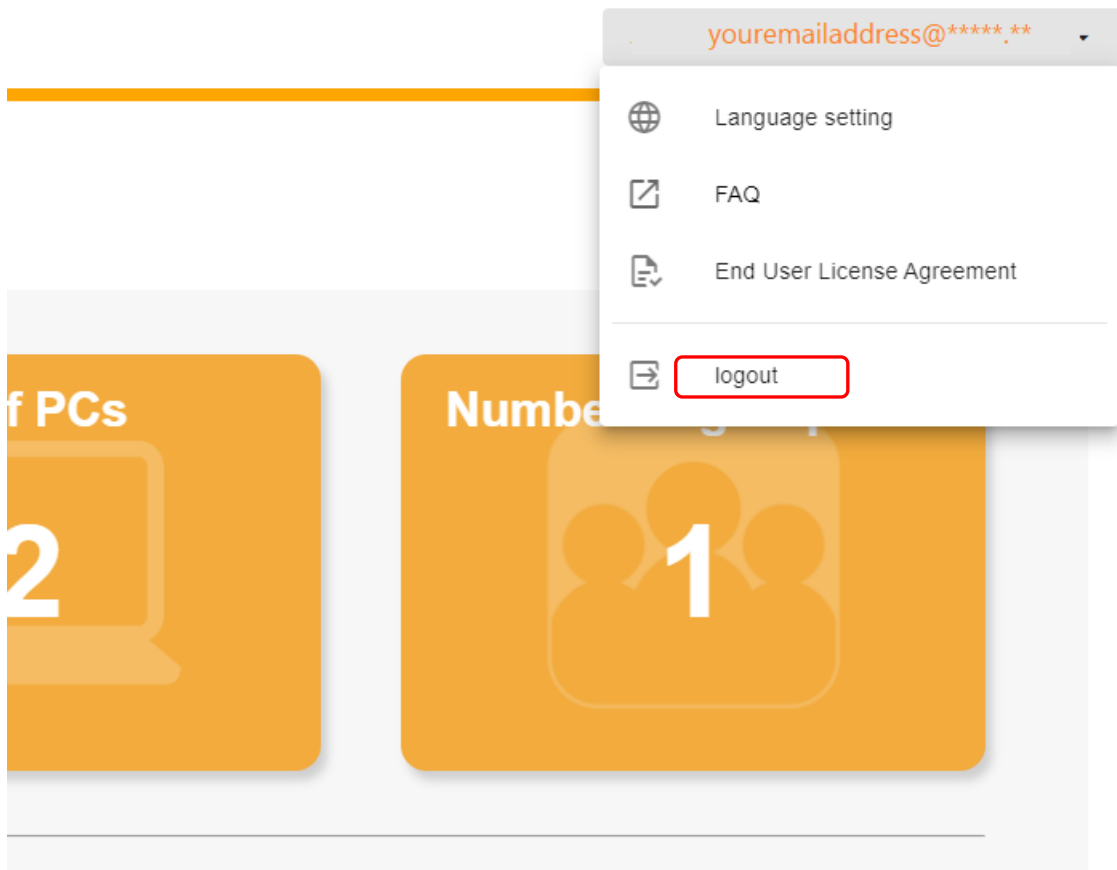 youremailaddress@*****.**
Language setting
FAQ
End User License Agreement
logout
f PCs
Numbe
2
1